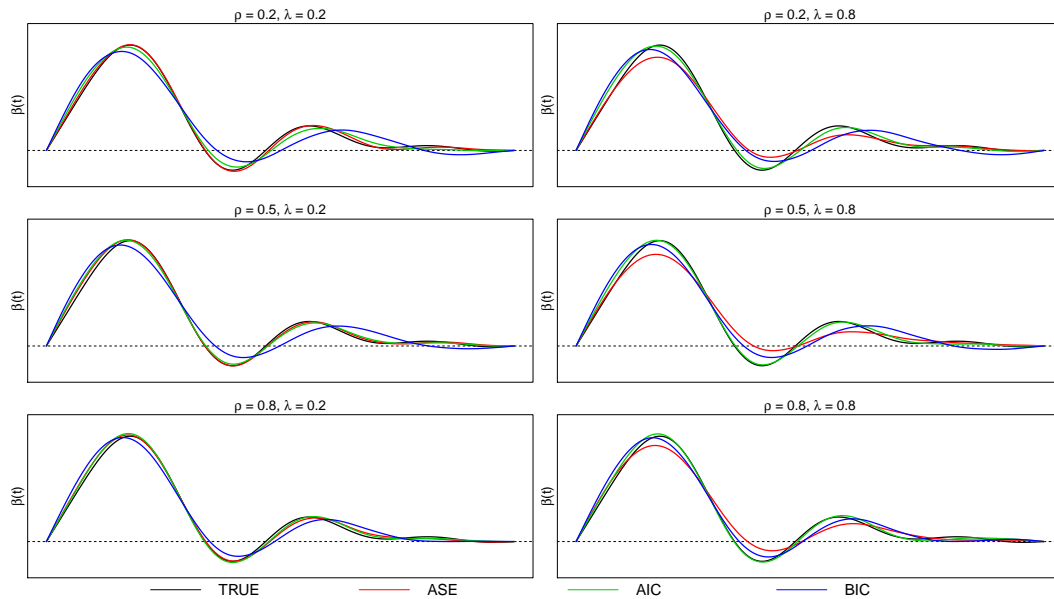 ρ = 0.2, λ = 0.2
ρ = 0.2, λ = 0.8
β(t)
β(t)
ρ = 0.5, λ = 0.2
ρ = 0.5, λ = 0.8
β(t)
β(t)
ρ = 0.8, λ = 0.2
ρ = 0.8, λ = 0.8
β(t)
β(t)
TRUE ASE AIC BIC